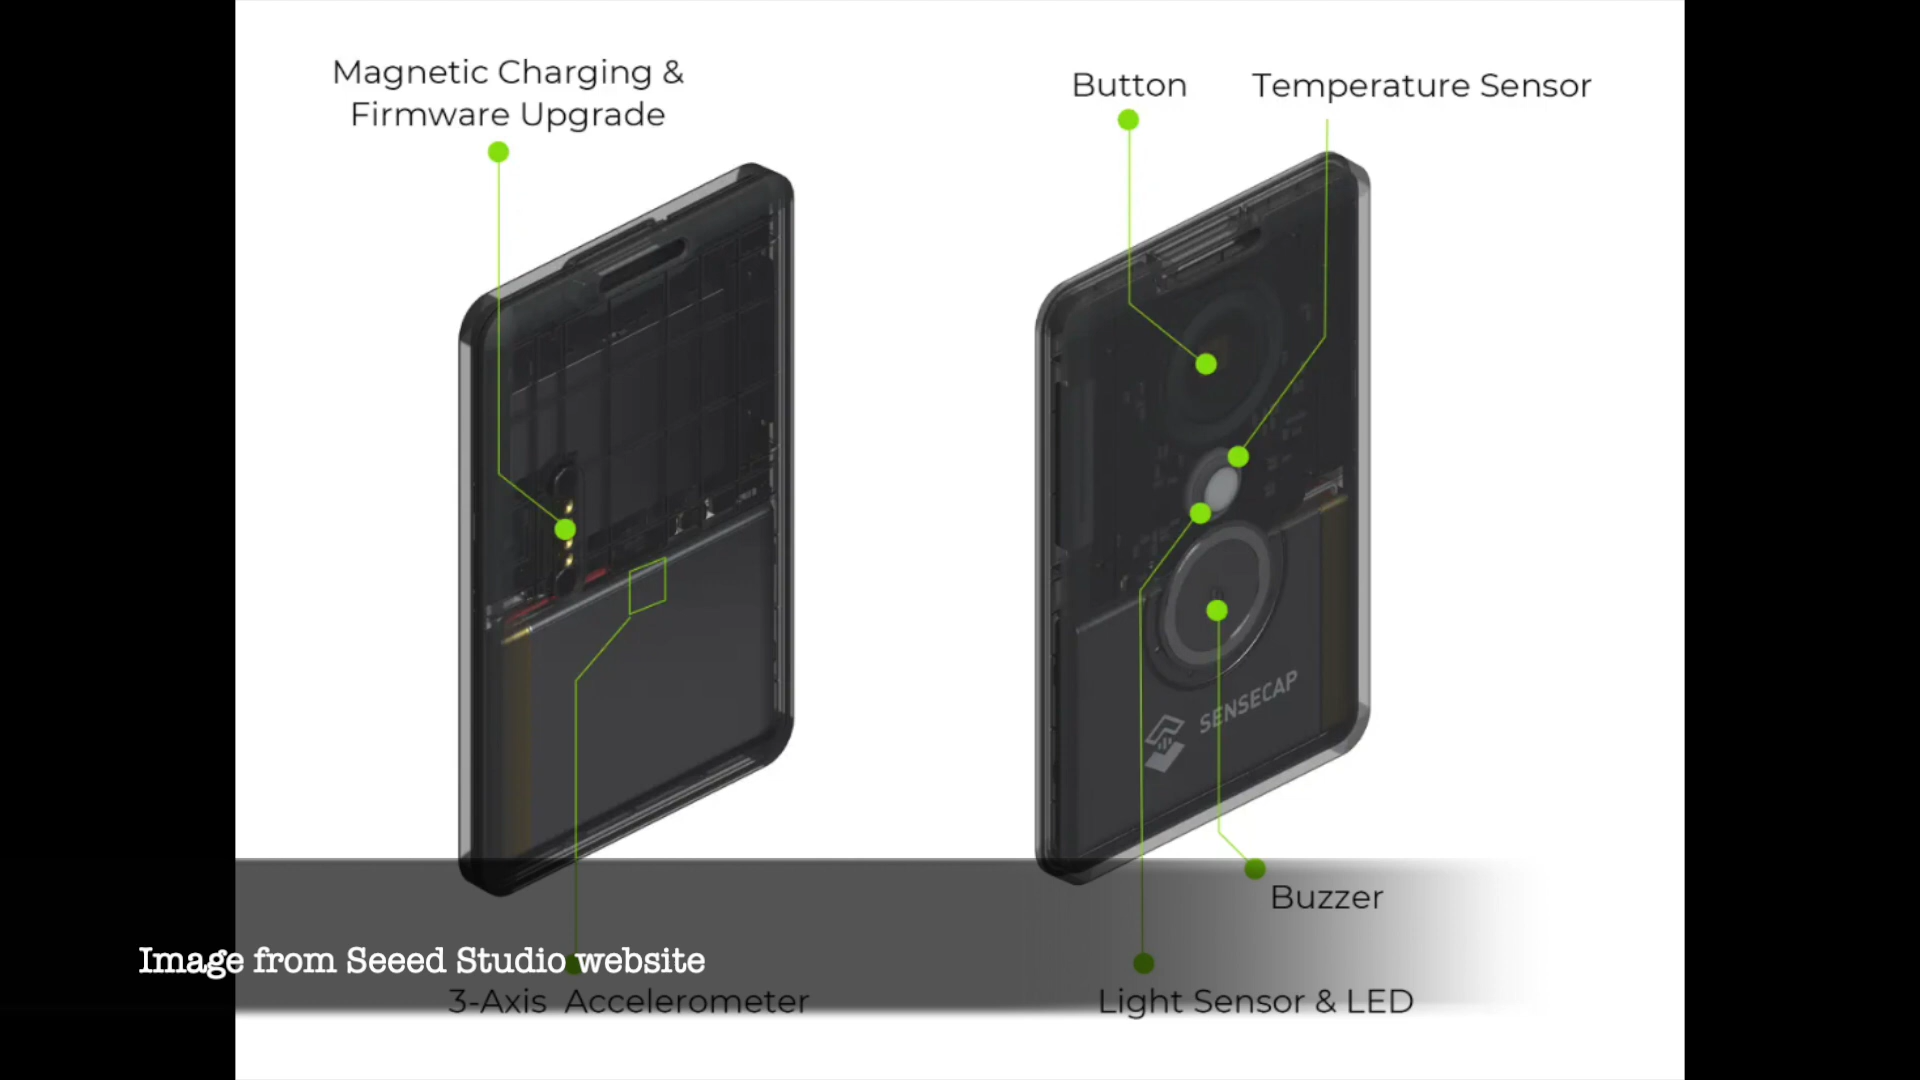 Magnetic Charging &
Firmware Upgrade
Button
Temperature Sensor
SENSECAP
Buzzer
Image from Seeed Studio website
3-Axis Accelerometer
Light Sensor & LED